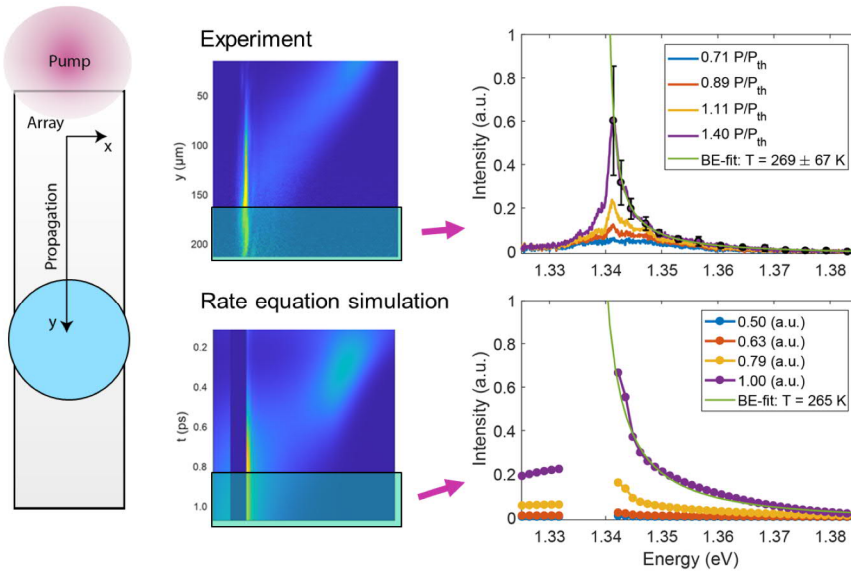 Pump
Array
x
Propagation
y
Experiment
y (µm)
50
100
150
200
Rate equation simulation
t (ps)
0.2
0.4
0.6
0.8
1.0
Intensity (a.u.)
1
0.8
0.6
0.4
0.2
0
1.33 1.34 1.35 1.36 1.37 1.38
0.71 P/P_th
0.89 P/P_th
1.11 P/P_th
1.40 P/P_th
BE-fit: T = 269 ± 67 K
Intensity (a.u.)
1
0.8
0.6
0.4
0.2
0
1.33 1.34 1.35 1.36 1.37 1.38
Energy (eV)
0.50 (a.u.)
0.63 (a.u.)
0.79 (a.u.)
1.00 (a.u.)
BE-fit: T = 265 K